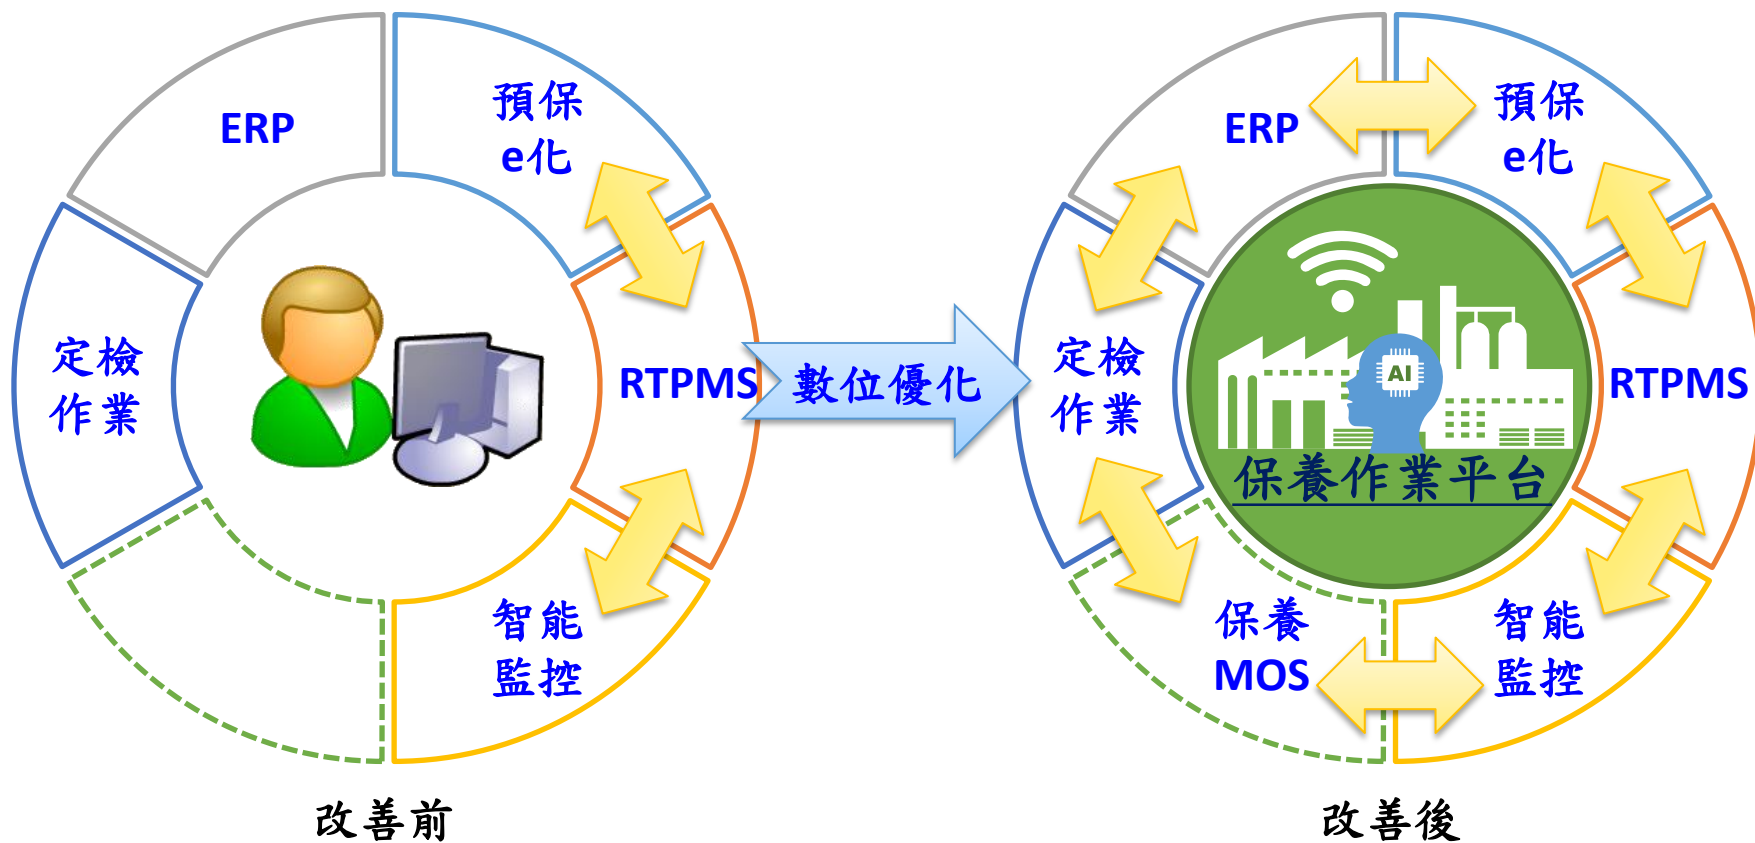 ERP
預保
e化
定檢
作業
RTPMS
智能
監控
改善前
數位優化
ERP
預保
e化
定檢
作業
AI
保養作業平台
RTPMS
保養
MOS
智能
監控
改善後